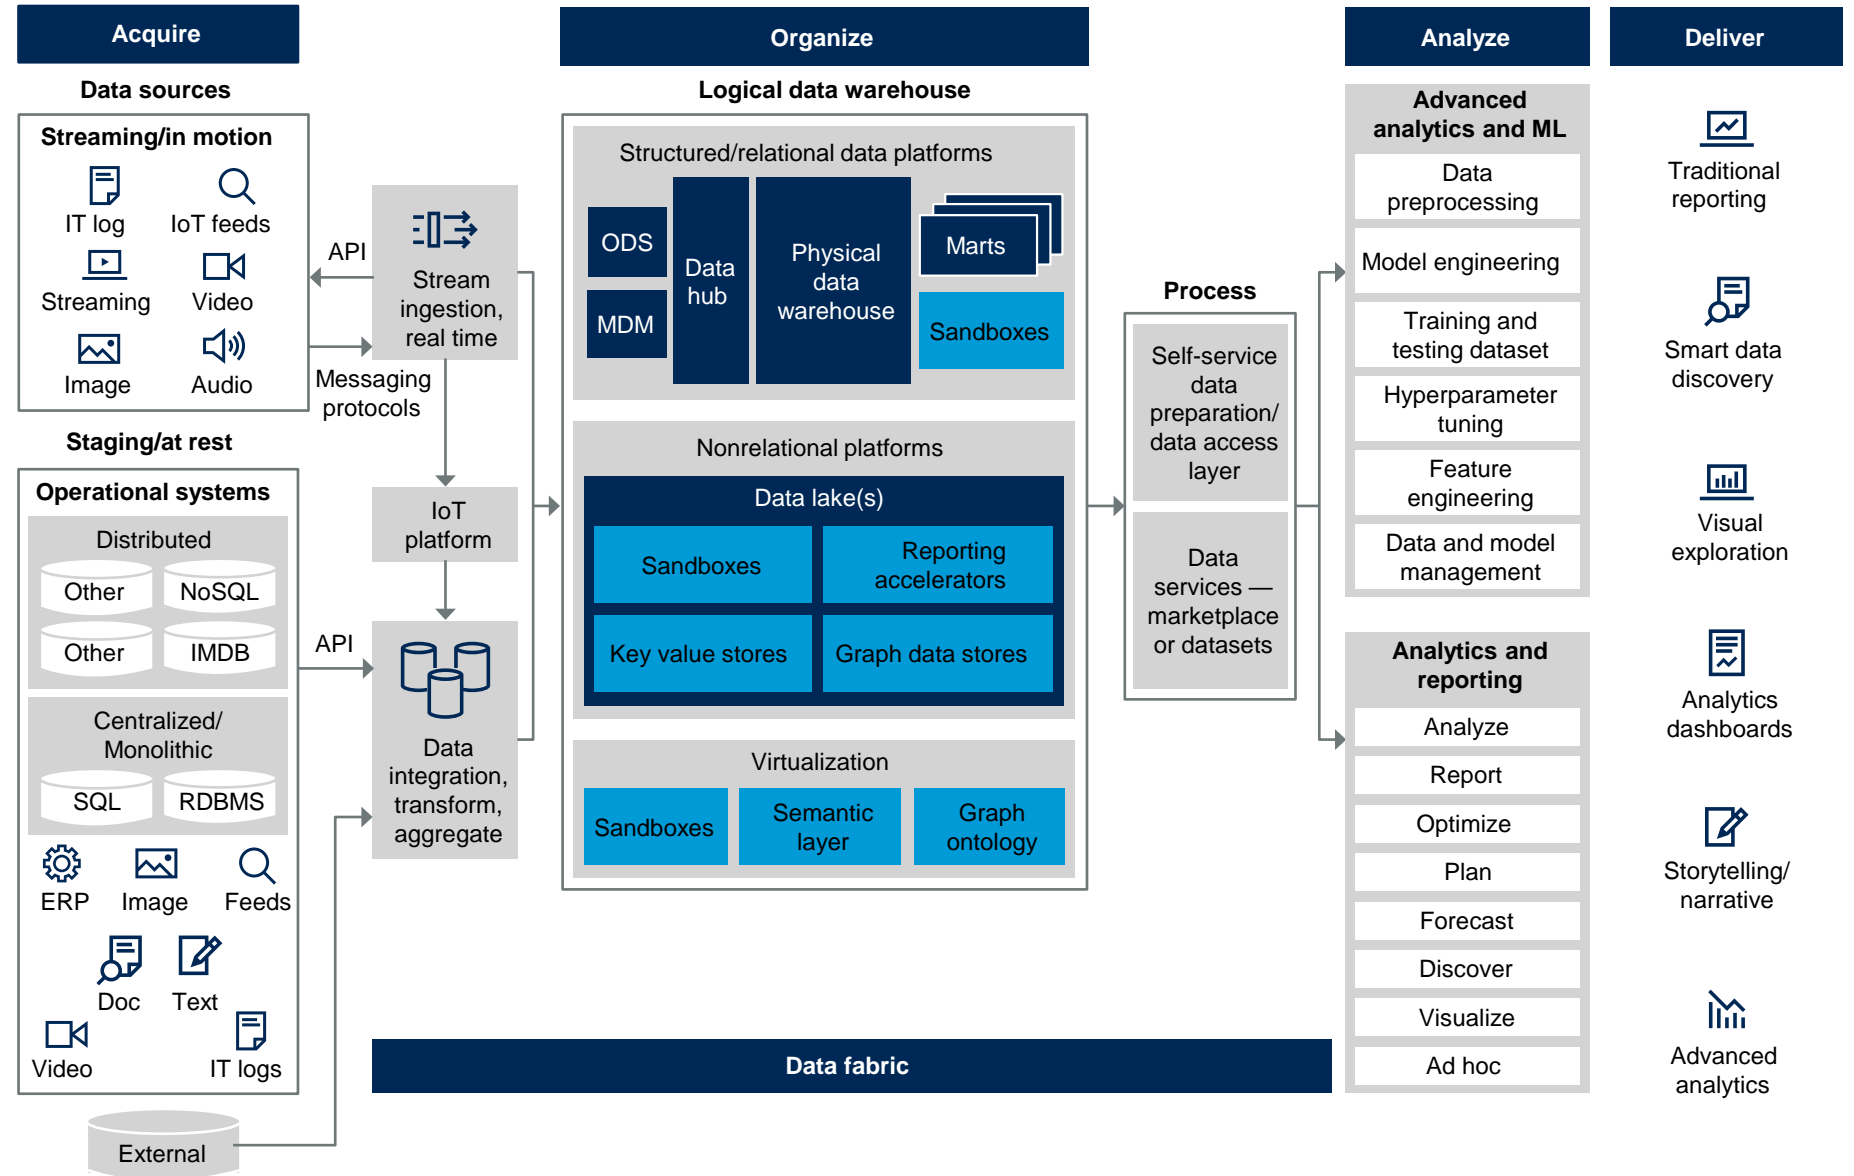 Acquire
Organize
Analyze
Deliver
Data sources
Streaming/in motion
IT log
IoT feeds
Streaming
Video
Image
Audio
API
Messaging
protocols
Stream
ingestion,
real time
IoT
platform
Staging/at rest
Operational systems
Distributed
Other
NoSQL
Other
IMDB
Centralized/
Monolithic
SQL
RDBMS
ERP
Image
Feeds
Doc
Text
Video
IT logs
External
API
Data
integration,
transform,
aggregate
Logical data warehouse
Structured/relational data platforms
ODS
MDM
Data
hub
Physical
data
warehouse
Marts
Sandboxes
Nonrelational platforms
Data lake(s)
Sandboxes
Reporting
accelerators
Key value stores
Graph data stores
Virtualization
Sandboxes
Semantic
layer
Graph
ontology
Data fabric
Process
Self-service
data
preparation/
data access
layer
Data
services —
marketplace
or datasets
Advanced
analytics and ML
Data
preprocessing
Model engineering
Training and
testing dataset
Hyperparameter
tuning
Feature
engineering
Data and model
management
Analytics and
reporting
Analyze
Report
Optimize
Plan
Forecast
Discover
Visualize
Ad hoc
Traditional
reporting
Smart data
discovery
Visual
exploration
Analytics
dashboards
Storytelling/
narrative
Advanced
analytics